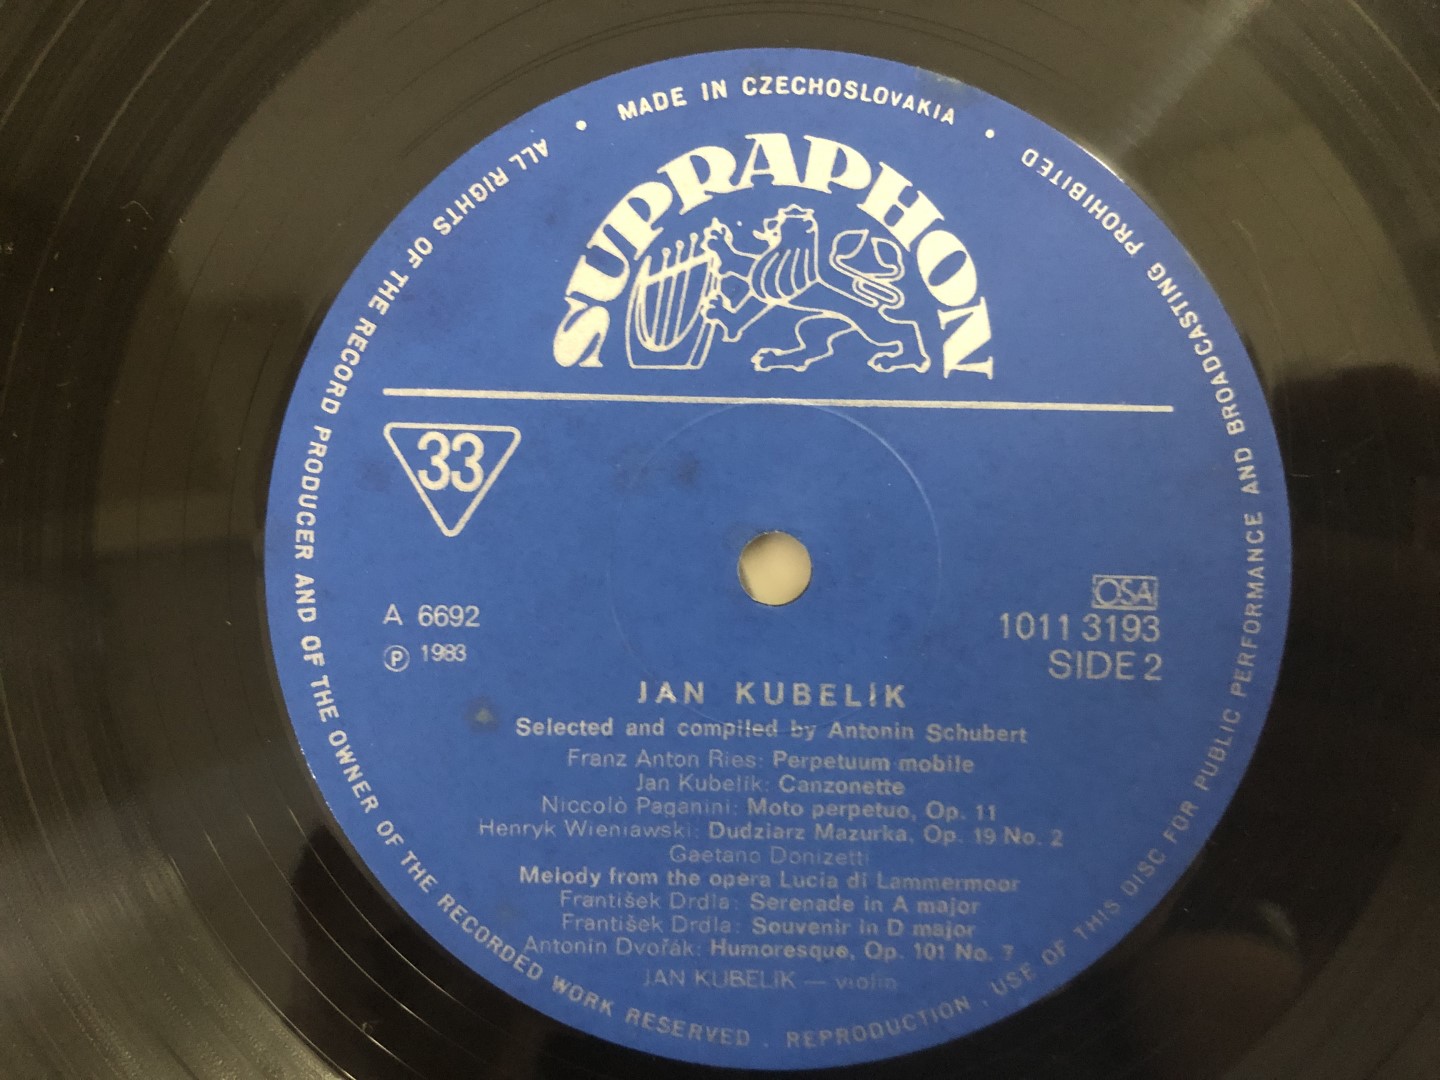 MADE IN CZECHOSLOVAKIA •
ALL RIGHTS OF THE RECORD PRODUCER AND OF THE OWNER OF THE RECORDED WORK RESERVED . REPRODUCTION . USE OF THIS DISC FOR PUBLIC PERFORMANCE AND BROADCASTING PROHIBITED •
SUPRAPHON
33
OSA
A 6692
1011 3193
Ⓟ 1983
SIDE 2
JAN KUBELÍK
Selected and compiled by Antonín Schubert
Franz Anton Ries: Perpetuum mobile
Jan Kubelík: Canzonette
Niccolò Paganini: Moto perpetuo, Op. 11
Henryk Wieniawski: Dudziarz Mazurka, Op. 19 No. 2
Gaetano Donizetti
Melody from the opera Lucia di Lammermoor
František Drdla: Serenade in A major
František Drdla: Souvenir in D major
Antonín Dvořák: Humoresque, Op. 101 No. 7
JAN KUBELÍK — violin